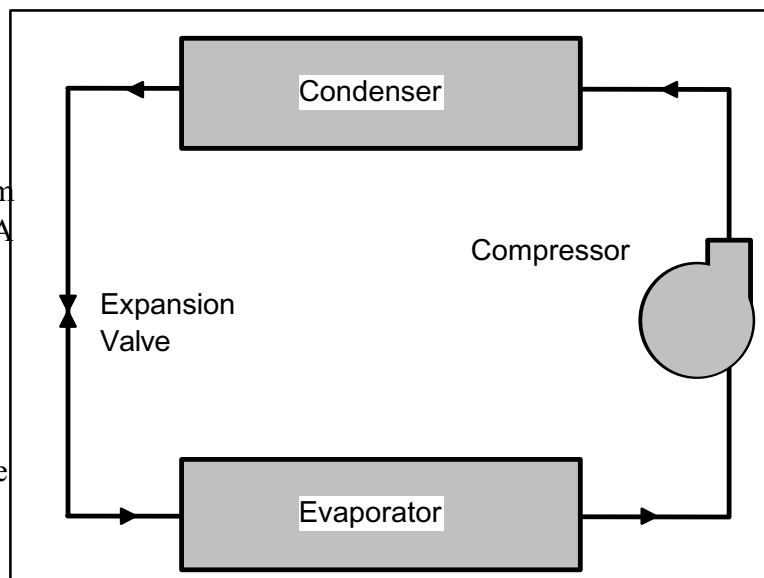 Condenser
m
A
Compressor
Expansion
Valve
e
Evaporator